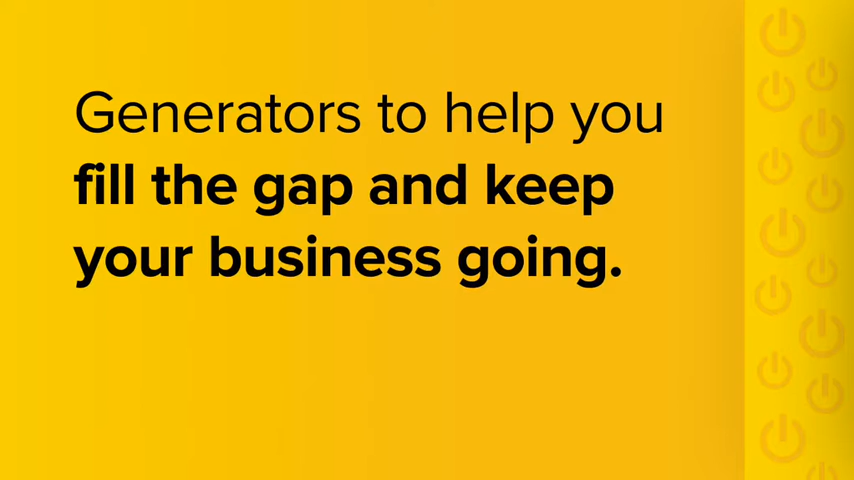 Generators to help you
fill the gap and keep
your business going.